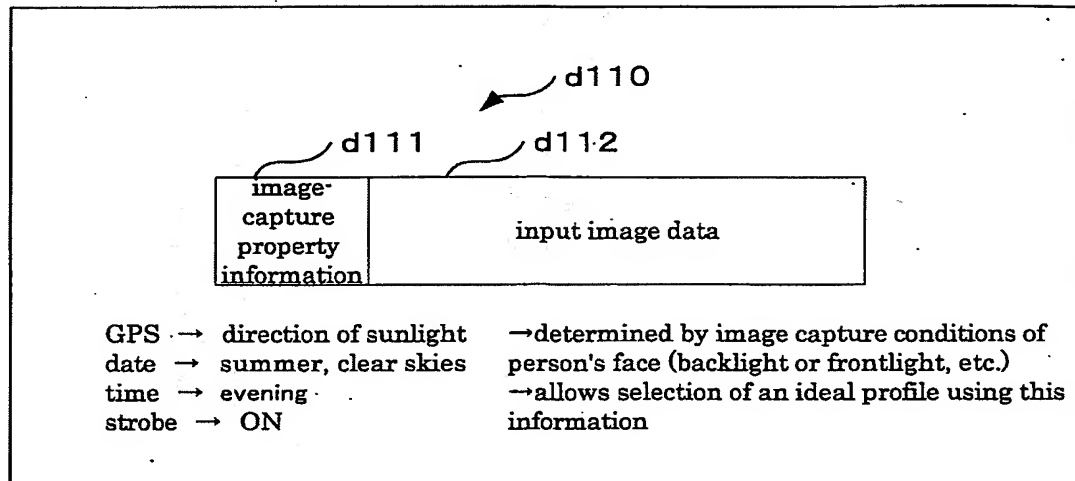 d110
d111
d112
image-
capture
property
information
input image data
GPS → direction of sunlight
date → summer, clear skies
time → evening
strobe → ON
→determined by image capture conditions of
person's face (backlight or frontlight, etc.)
→allows selection of an ideal profile using this
information